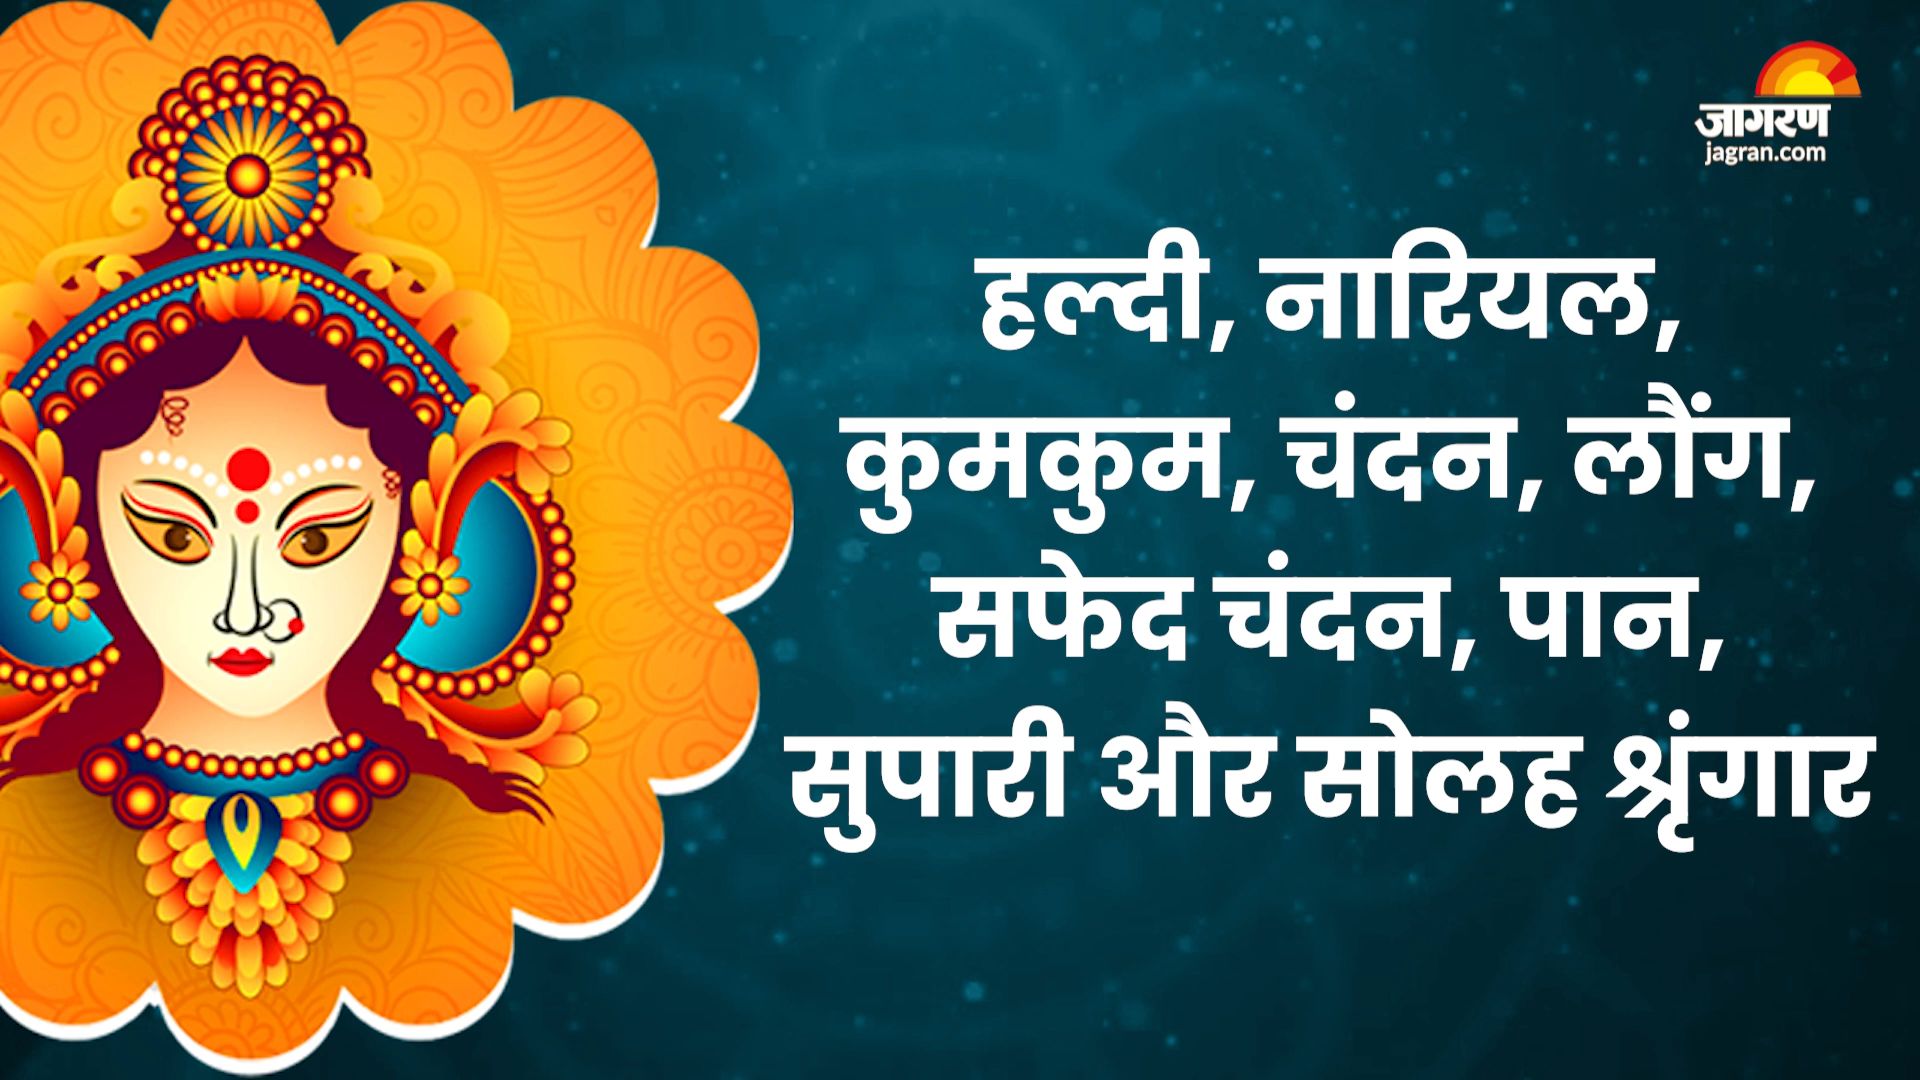 जागरण
jagran.com
हल्दी, नारियल,
कुमकुम, चंदन, लौंग,
सफेद चंदन, पान,
सुपारी और सोलह श्रृंगार